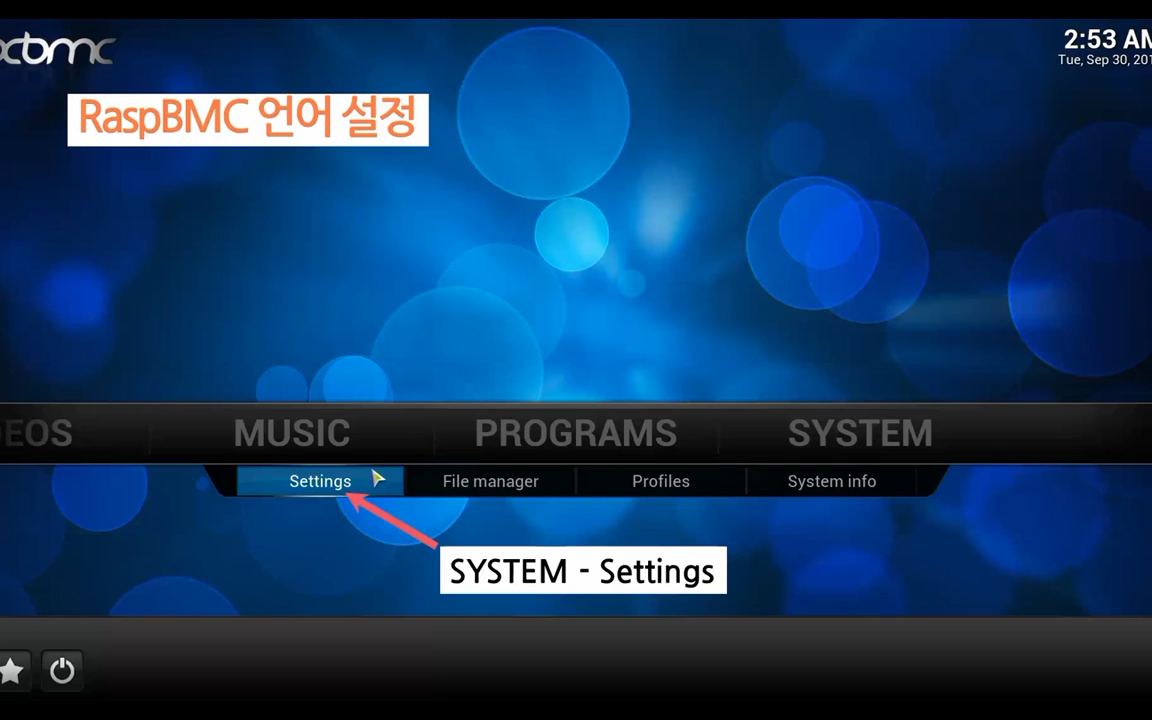 xbmc
2:53 AM
Tue, Sep 30, 201
RaspBMC 언어 설정
EOS
MUSIC
PROGRAMS
SYSTEM
Settings
File manager
Profiles
System info
SYSTEM - Settings